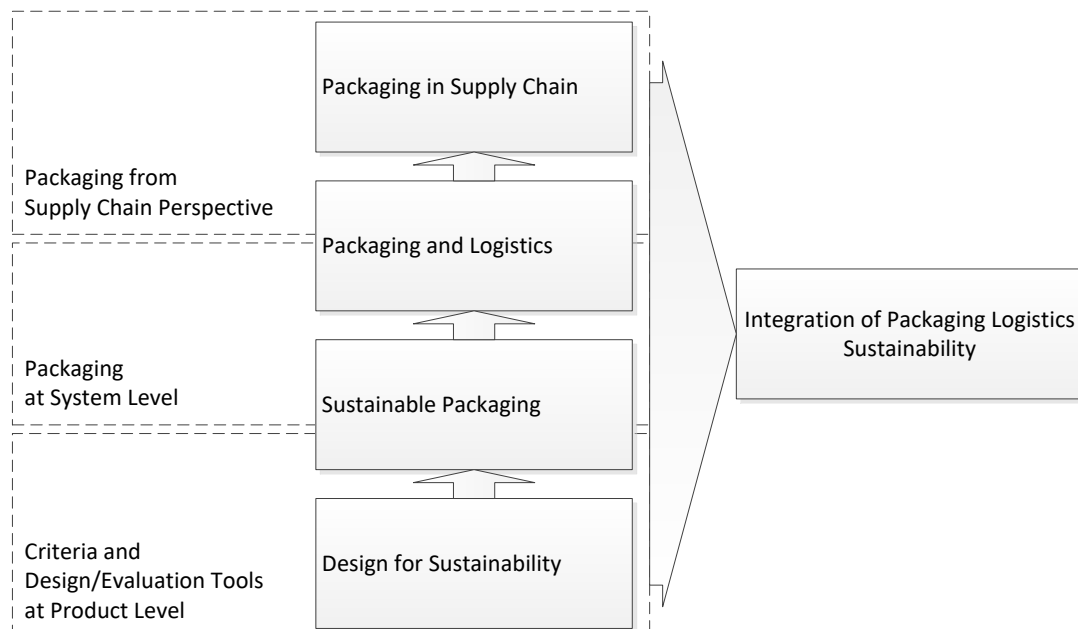 Packaging in Supply Chain
Packaging from
Supply Chain Perspective
Packaging and Logistics
Integration of Packaging Logistics
Sustainability
Packaging
at System Level
Sustainable Packaging
Criteria and
Design/Evaluation Tools
at Product Level
Design for Sustainability